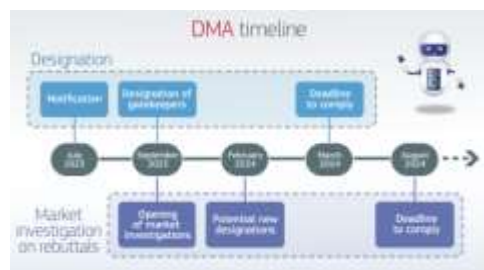 DMA timeline
Designation
Notification
Designation of
gatekeepers
Deadline
to comply
July
2023
September
2023
February
2024
March
2024
August
2024
Market
investigation
on rebuttals
Opening
of market
investigations
Potential new
designations
Deadline
to comply